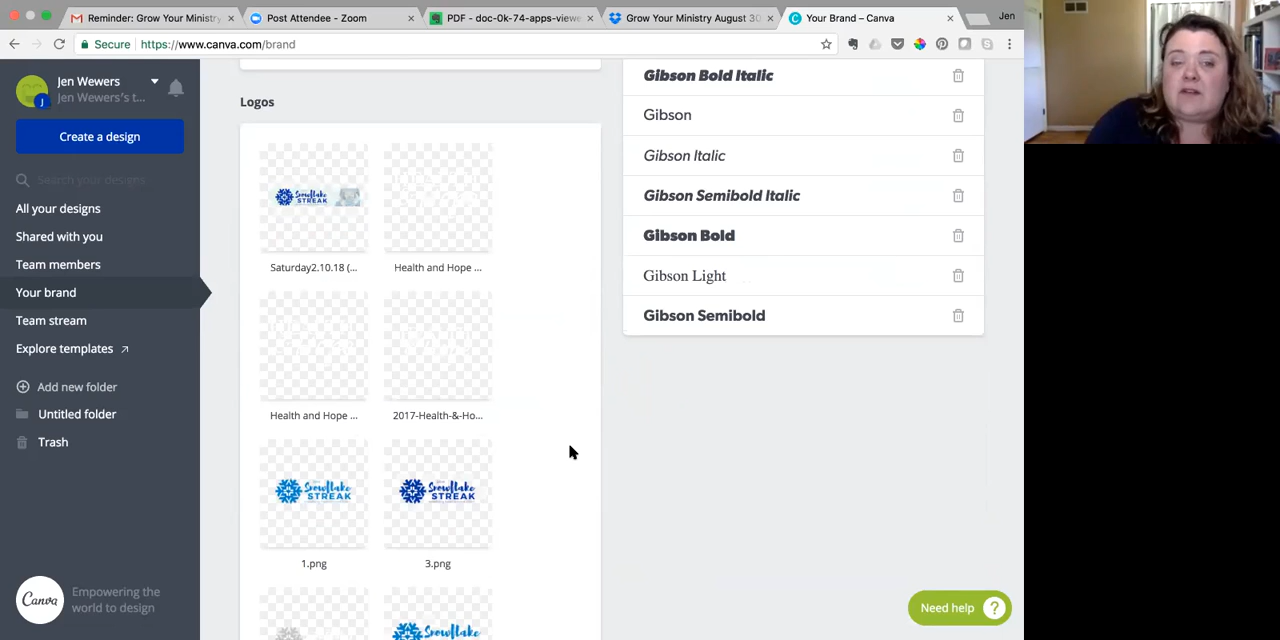 Reminder: Grow Your Ministry
Post Attendee - Zoom
PDF - doc-0k-74-apps-viewe
Grow Your Ministry August 30
Your Brand – Canva
Jen
Secure
https://www.canva.com/brand
Jen Wewers
Jen Wewers's t...
J
Create a design
Search your designs
All your designs
Shared with you
Team members
Your brand
Team stream
Explore templates
Add new folder
Untitled folder
Trash
Canva
Empowering the
world to design
Logos
Snowflake
STREAK
Saturday2.10.18 (...
Health and Hope ...
Health and Hope ...
2017-Health-&-Ho...
Snowflake
STREAK
Snowflake
STREAK
1.png
3.png
Snowflake
Gibson Bold Italic
Gibson
Gibson Italic
Gibson Semibold Italic
Gibson Bold
Gibson Light
Gibson Semibold
Need help ?